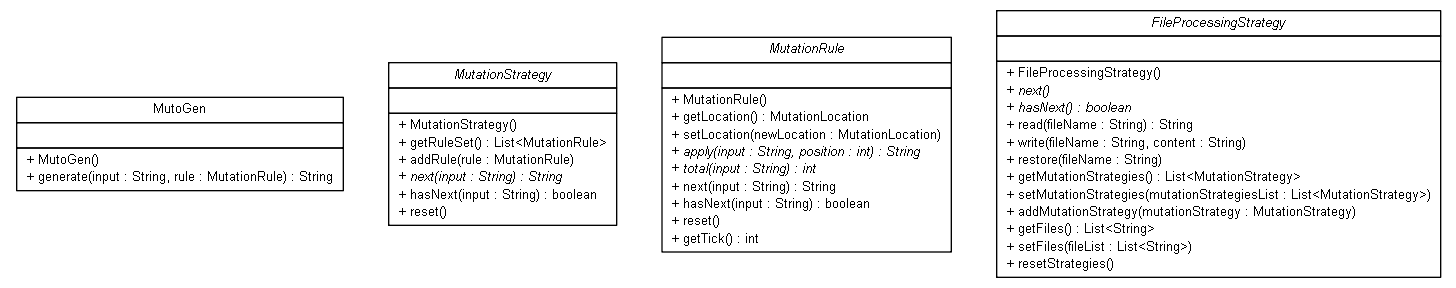 MutoGen
+ MutoGen()
+ generate(input : String, rule : MutationRule) : String
MutationStrategy
+ MutationStrategy()
+ getRuleSet() : List<MutationRule>
+ addRule(rule : MutationRule)
+ next(input : String) : String
+ hasNext(input : String) : boolean
+ reset()
MutationRule
+ MutationRule()
+ getLocation() : MutationLocation
+ setLocation(newLocation : MutationLocation)
+ apply(input : String, position : int) : String
+ total(input : String) : int
+ next(input : String) : String
+ hasNext(input : String) : boolean
+ reset()
+ getTick() : int
FileProcessingStrategy
+ FileProcessingStrategy()
+ next()
+ hasNext() : boolean
+ read(fileName : String) : String
+ write(fileName : String, content : String)
+ restore(fileName : String)
+ getMutationStrategies() : List<MutationStrategy>
+ setMutationStrategies(mutationStrategiesList : List<MutationStrategy>)
+ addMutationStrategy(mutationStrategy : MutationStrategy)
+ getFiles() : List<String>
+ setFiles(fileList : List<String>)
+ resetStrategies()